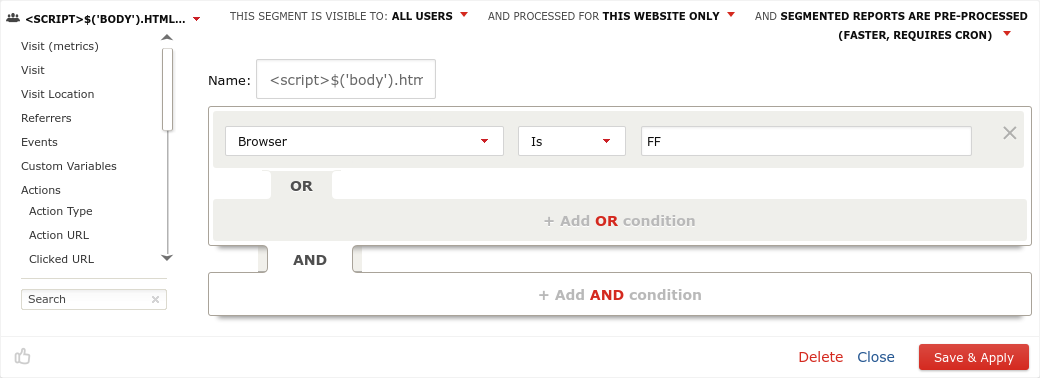 <SCRIPT>$('BODY').HTML...
THIS SEGMENT IS VISIBLE TO: ALL USERS AND PROCESSED FOR THIS WEBSITE ONLY AND SEGMENTED REPORTS ARE PRE-PROCESSED
(FASTER, REQUIRES CRON)
Visit (metrics)
Visit
Visit Location
Referrers
Events
Custom Variables
Actions
Action Type
Action URL
Clicked URL
Search
Name: <script>$('body').htm
Browser Is FF
OR
+ Add OR condition
AND
+ Add AND condition
Delete Close Save & Apply